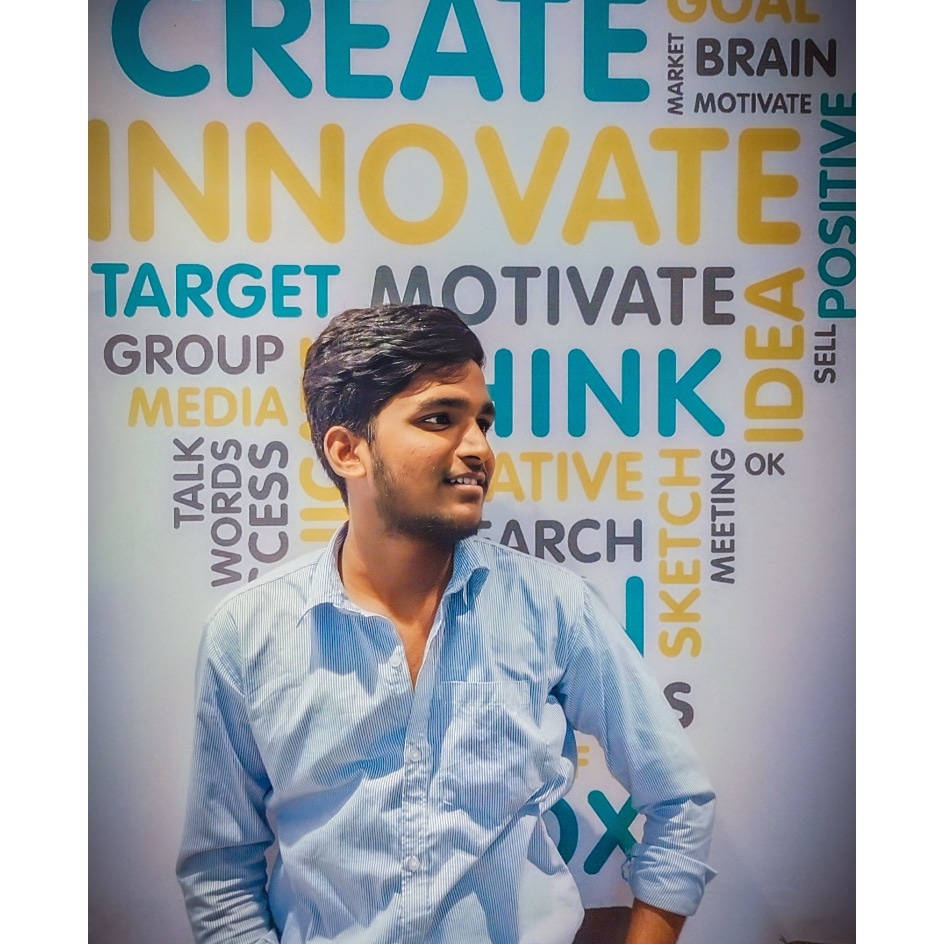 CREATE
GOAL
MARKET
BRAIN
MOTIVATE
INNOVATE
POSITIVE
TARGET
MOTIVATE
IDEA
SELL
GROUP
HINK
MEDIA
TALK
WORDS
CESS
ATIVE
SKETCH
MEETING
OK
ARCH